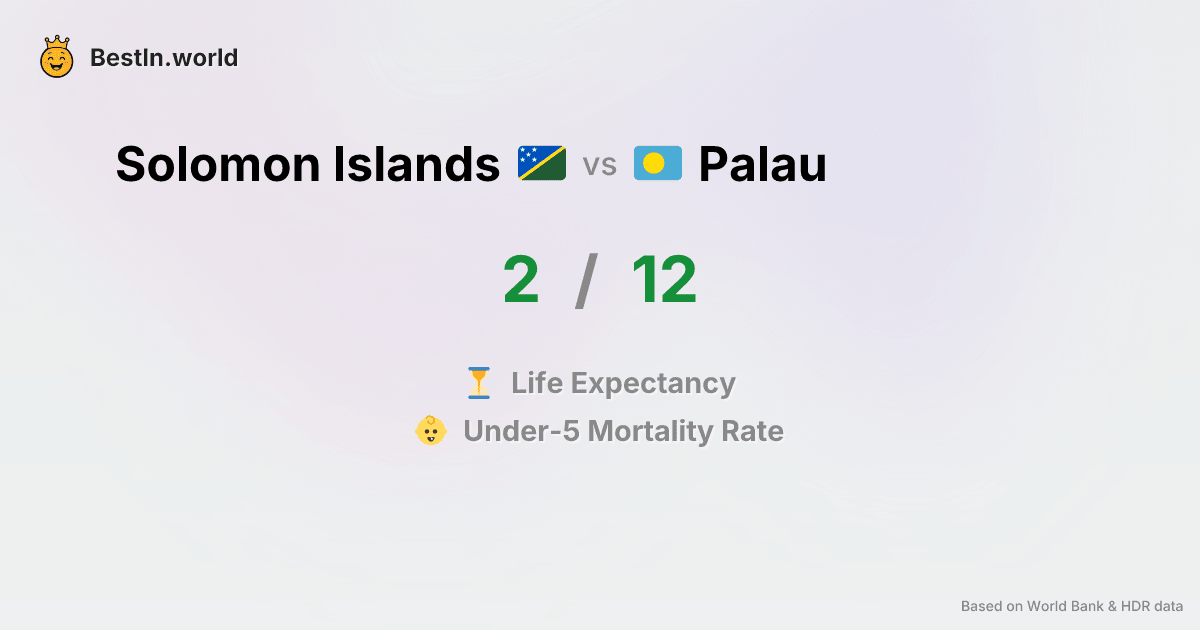 BestIn.world
Solomon Islands vs Palau
2 / 12
Life Expectancy
Under-5 Mortality Rate
Based on World Bank & HDR data